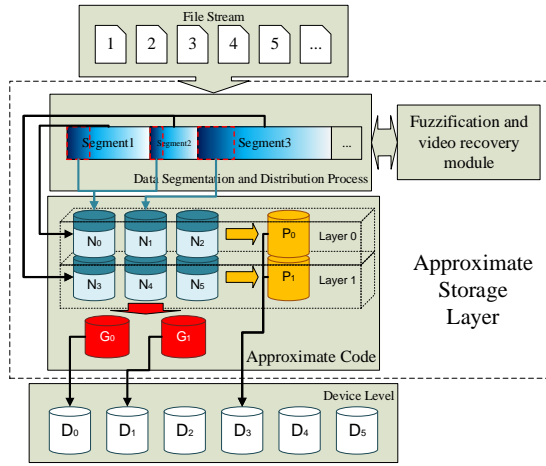 File Stream
1 2 3 4 5 ...
Segment1 Segment2 Segment3 ...
Data Segmentation and Distribution Process
Fuzzification and
video recovery
module
N0 N1 N2 P0 Layer 0
N3 N4 N5 P1 Layer 1
G0 G1
Approximate Code
Approximate
Storage
Layer
Device Level
D0 D1 D2 D3 D4 D5